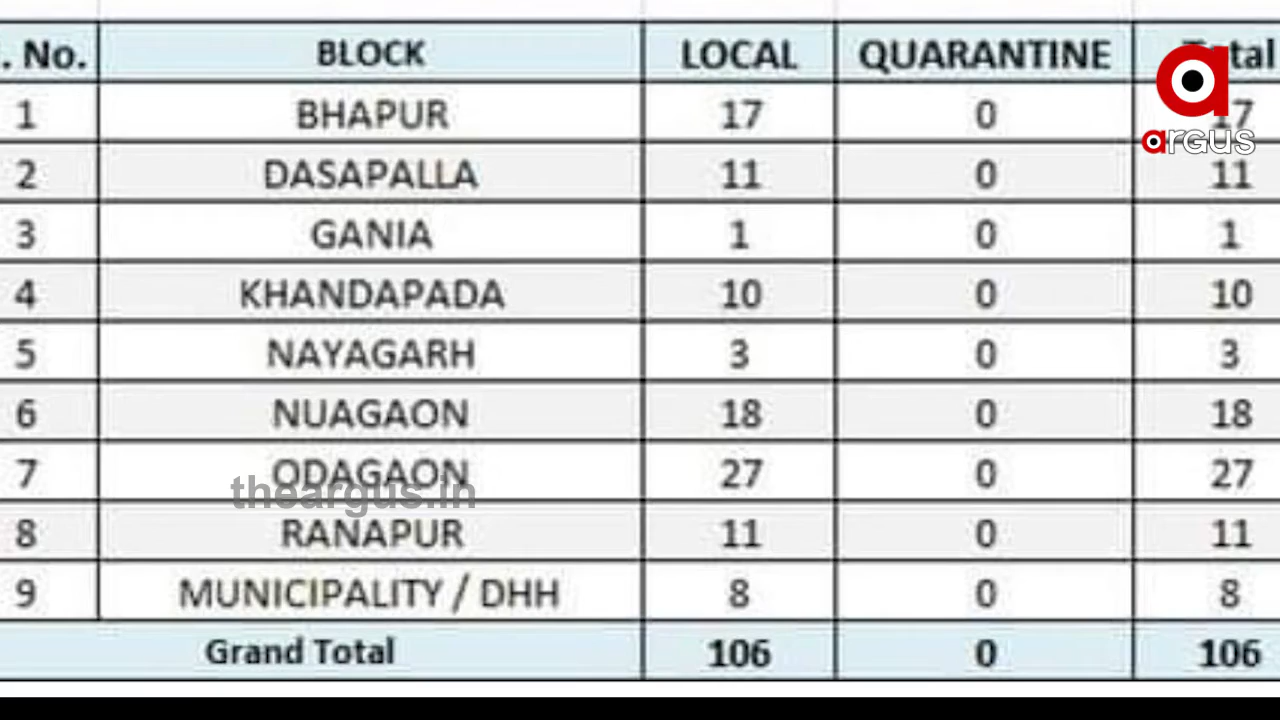 . No. BLOCK LOCAL QUARANTINE Total
1 BHAPUR 17 0 17
argus
2 DASAPALLA 11 0 11
3 GANIA 1 0 1
4 KHANDAPADA 10 0 10
5 NAYAGARH 3 0 3
6 NUAGAON 18 0 18
7 ODAGAON 27 0 27
theargus.in
8 RANAPUR 11 0 11
9 MUNICIPALITY / DHH 8 0 8
Grand Total 106 0 106